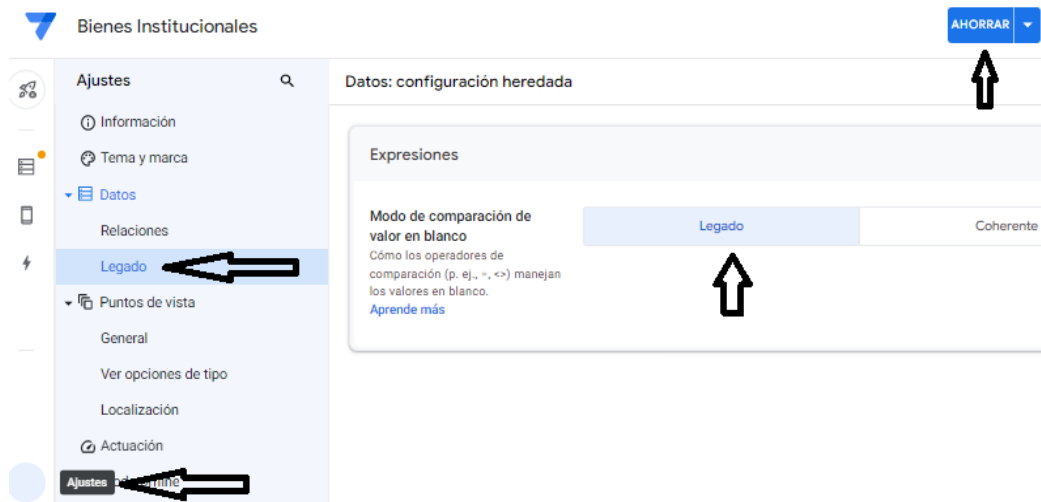 Bienes Institucionales
AHORRAR
Ajustes
Datos: configuración heredada
Información
Tema y marca
Datos
Relaciones
Legado
Puntos de vista
General
Ver opciones de tipo
Localización
Actuación
Ajustes
Expresiones
Modo de comparación de
valor en blanco
Cómo los operadores de
comparación (p. ej., =, <>) manejan
los valores en blanco.
Aprende más
Legado
Coherente